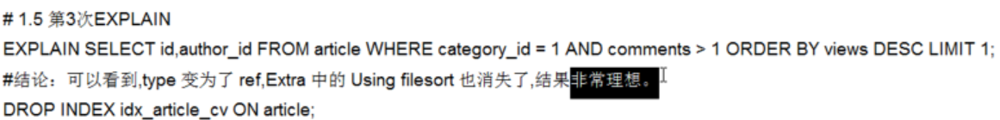 # 1.5 第3次EXPLAIN
EXPLAIN SELECT id,author_id FROM article WHERE category_id = 1 AND comments > 1 ORDER BY views DESC LIMIT 1;
#结论：可以看到,type 变为了 ref,Extra 中的 Using filesort 也消失了,结果非常理想。
DROP INDEX idx_article_cv ON article;